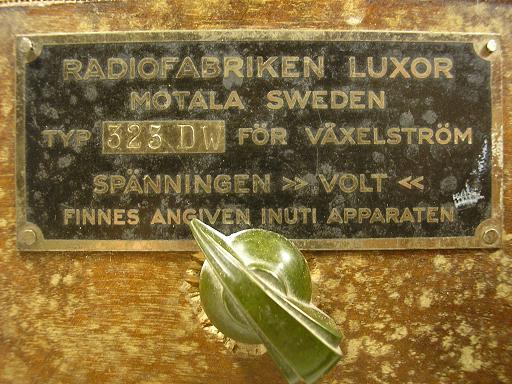 RADIOFABRIKEN LUXOR
MOTALA SWEDEN
TYP 323 DW FÖR VÄXELSTRÖM
SPÄNNINGEN >> VOLT <<
FINNES ANGIVEN INUTI APPARATEN